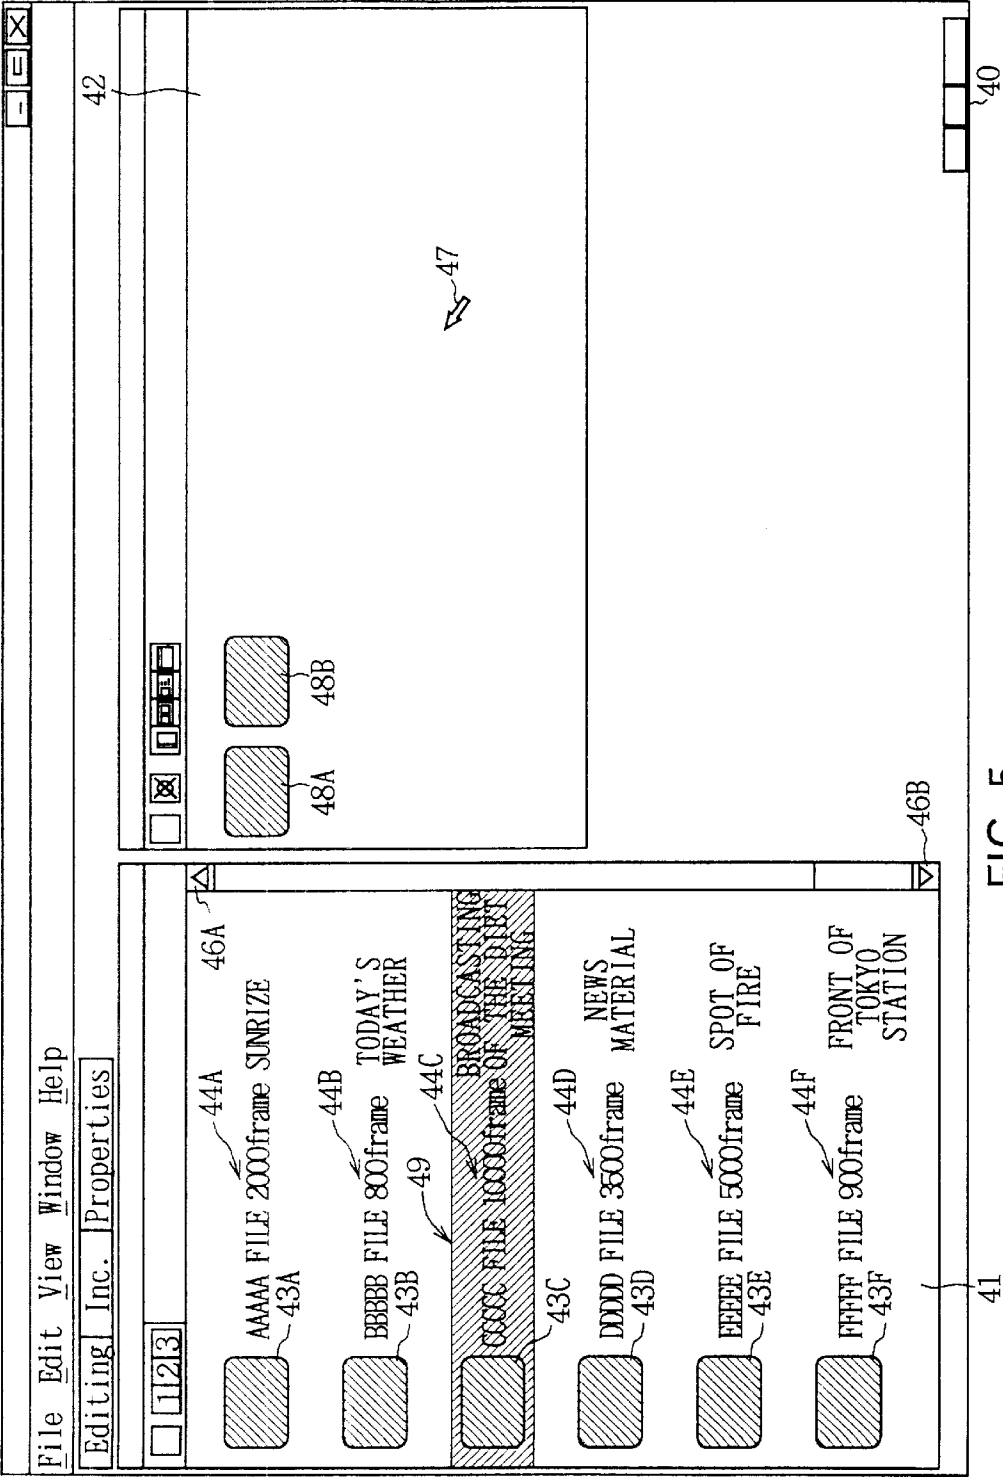 File Edit View Window Help
Editing Inc. Properties
1 2 3
42
46A
44A
AAAAA FILE 2000frame SUNRIZE
43A
48A
48B
44B
BBBBB FILE 800frame TODAY'S
WEATHER
43B
49
44C
BROADCASTING
CCCCC FILE 10000frame OF THE DIET
MEETING
43C
47
44D
DDDDD FILE 3500frame NEWS
MATERIAL
43D
44E
EEEEE FILE 5000frame SPOT OF
FIRE
43E
44F
FFFFF FILE 900frame FRONT OF
TOKYO
STATION
43F
41
46B
40
FIG. 5